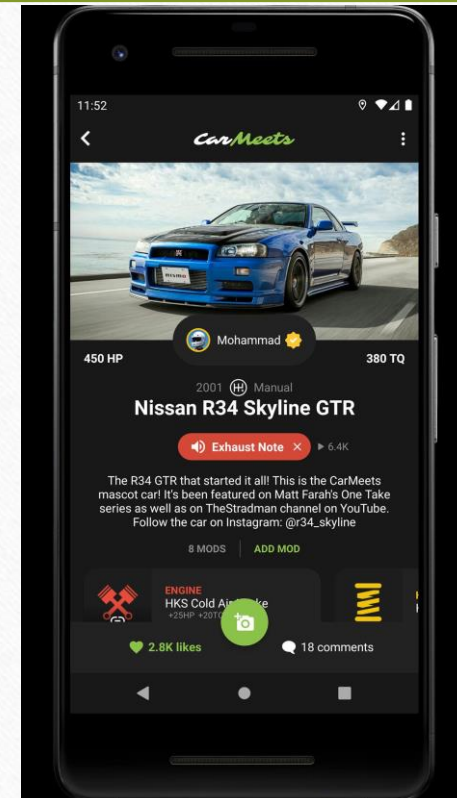 11:52
CarMeets
NISMO
Mohammad
450 HP
380 TQ
2001 Manual
Nissan R34 Skyline GTR
Exhaust Note × 6.4K
The R34 GTR that started it all! This is the CarMeets
mascot car! It's been featured on Matt Farah's One Take
series as well as on TheStradman channel on YouTube.
Follow the car on Instagram: @r34_skyline
8 MODS ADD MOD
ENGINE
HKS Cold Air
+25HP
2.8K likes
18 comments